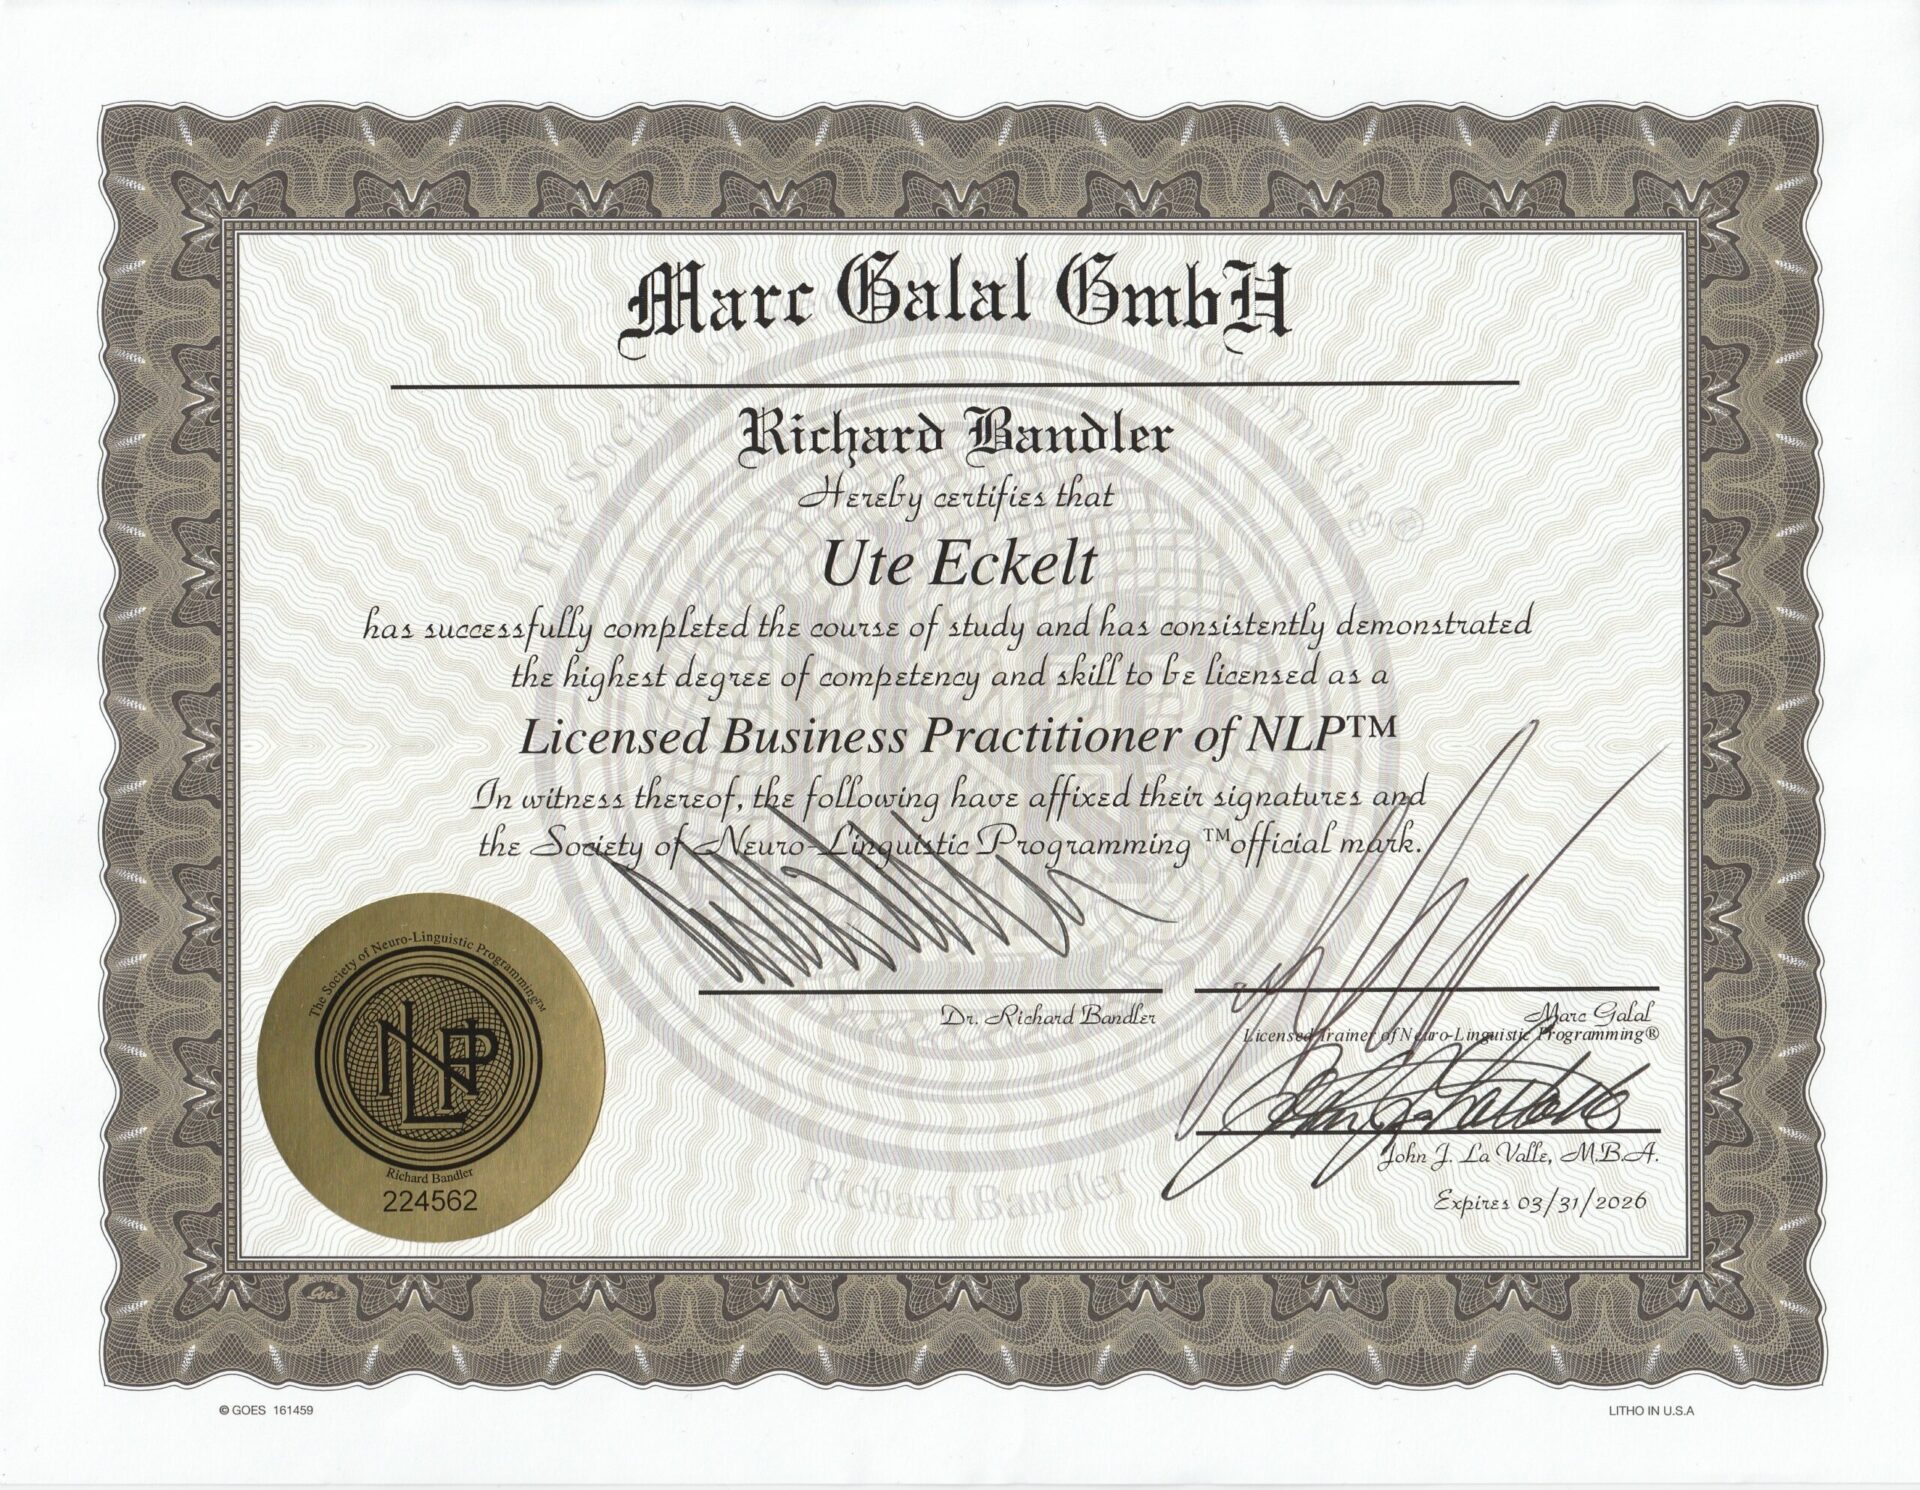 Marc Galal GmbH
Richard Bandler
Hereby certifies that
Ute Eckelt
has successfully completed the course of study and has consistently demonstrated
the highest degree of competency and skill to be licensed as a
Licensed Business Practitioner of NLP™
In witness thereof, the following have affixed their signatures and
the Society of Neuro-Linguistic Programming ™official mark.
Dr. Richard Bandler
Marc Galal
Licensed Trainer of Neuro-Linguistic Programming®
John J. La Valle, M.B.A.
Expires 03/31/2026
The Society of Neuro-Linguistic Programming™
NLP
Richard Bandler
224562
Richard Bandler
Goes
© GOES 161459
LITHO IN U.S.A